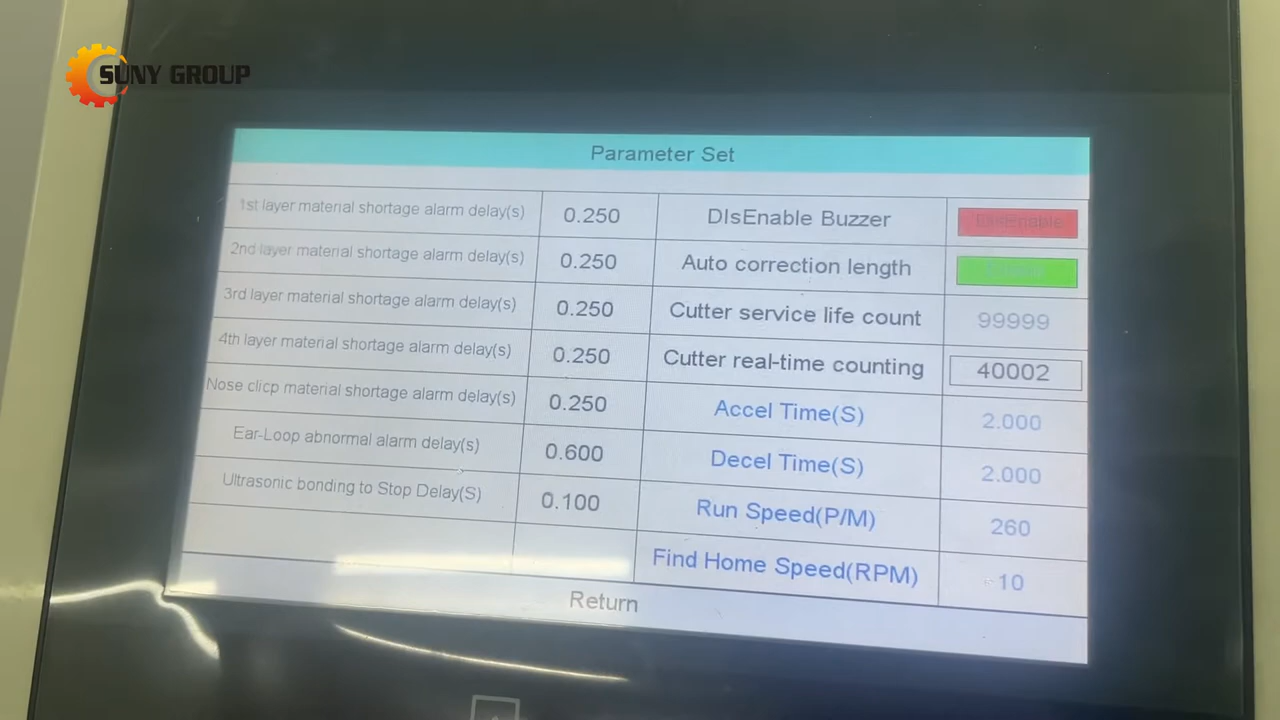 SUNY GROUP
Parameter Set
1st layer material shortage alarm delay(s) 0.250 DIsEnable Buzzer DisEnable
2nd layer material shortage alarm delay(s) 0.250 Auto correction length
3rd layer material shortage alarm delay(s) 0.250 Cutter service life count 99999
4th layer material shortage alarm delay(s) 0.250 Cutter real-time counting 40002
Nose clicp material shortage alarm delay(s) 0.250 Accel Time(S) 2.000
Ear-Loop abnormal alarm delay(s) 0.600 Decel Time(S) 2.000
Ultrasonic bonding to Stop Delay(S) 0.100 Run Speed(P/M) 260
Find Home Speed(RPM) 10
Return